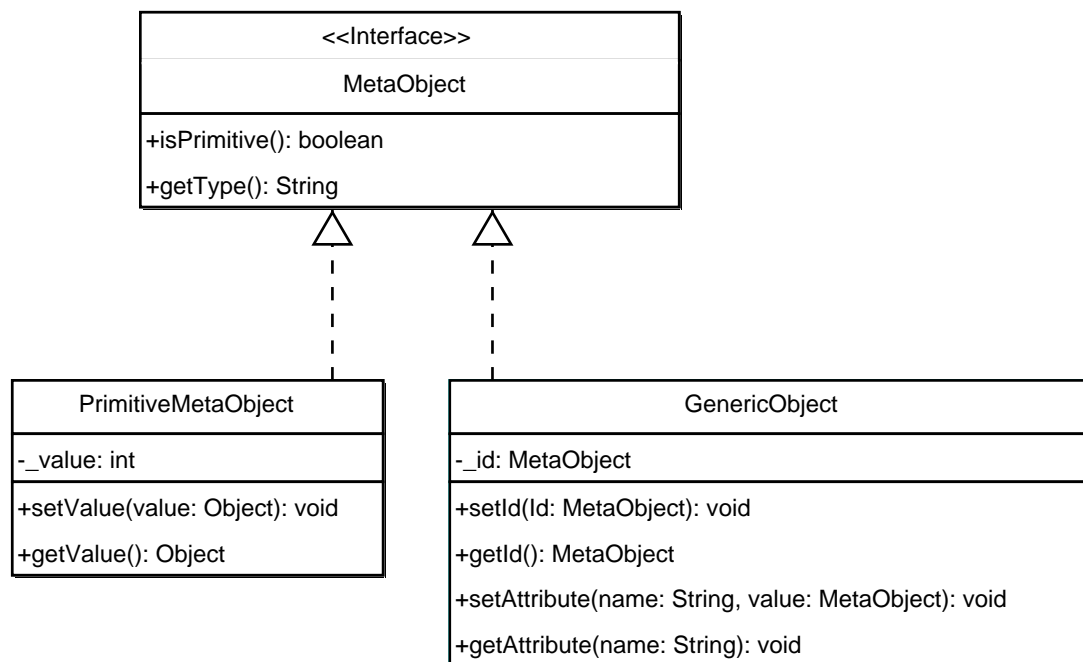 <<Interface>>
MetaObject
+isPrimitive(): boolean
+getType(): String
PrimitiveMetaObject
-_value: int
+setValue(value: Object): void
+getValue(): Object
GenericObject
-_id: MetaObject
+setId(Id: MetaObject): void
+getId(): MetaObject
+setAttribute(name: String, value: MetaObject): void
+getAttribute(name: String): void